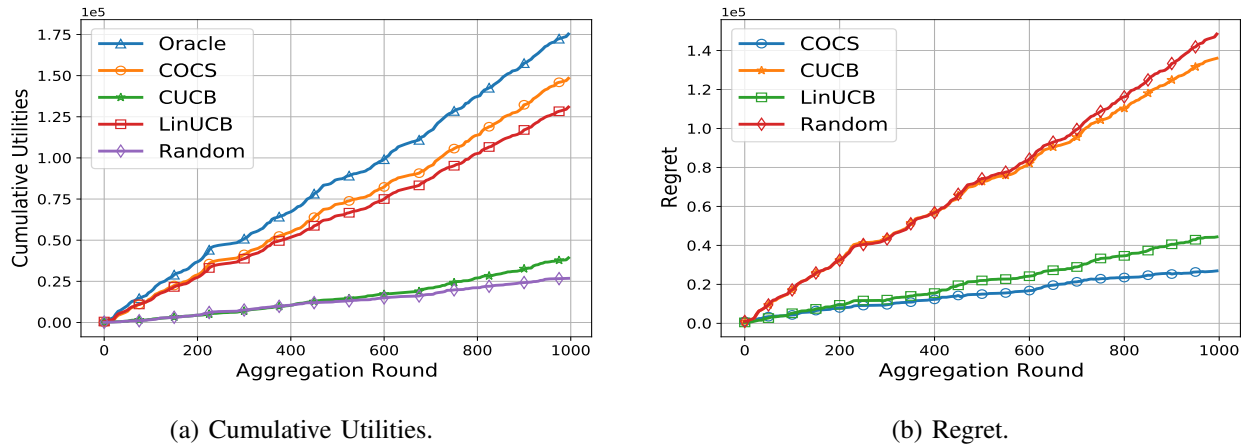 1e5
Cumulative Utilities
1.75
1.50
1.25
1.00
0.75
0.50
0.25
0.00
Oracle
COCS
CUCB
LinUCB
Random
0 200 400 600 800 1000
Aggregation Round
(a) Cumulative Utilities.
1e5
Regret
1.4
1.2
1.0
0.8
0.6
0.4
0.2
0.0
COCS
CUCB
LinUCB
Random
0 200 400 600 800 1000
Aggregation Round
(b) Regret.